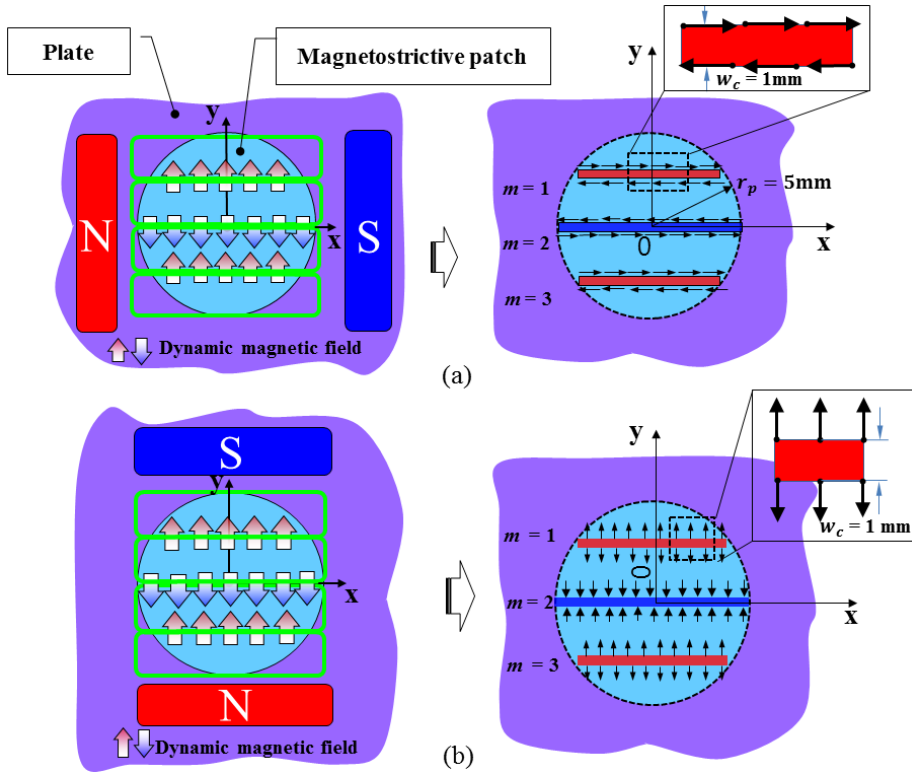 Plate
Magnetostrictive patch
y
N
S
x
Dynamic magnetic field
y
w_c = 1mm
m = 1
r_p = 5mm
m = 2
0
x
m = 3
(a)
S
y
x
N
Dynamic magnetic field
y
w_c = 1 mm
m = 1
0
m = 2
x
m = 3
(b)